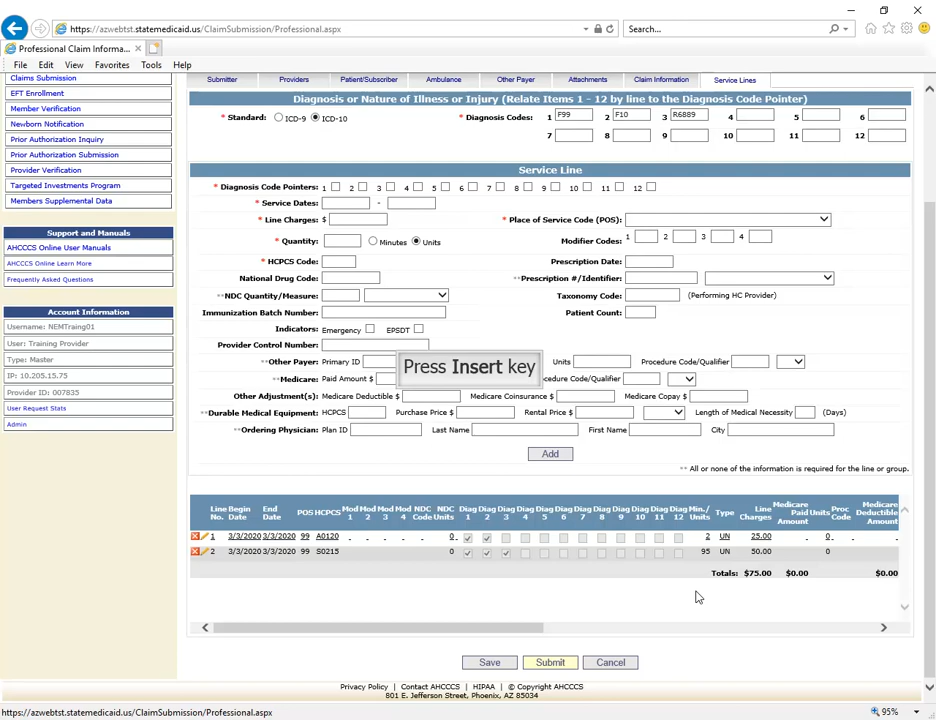 https://azwebtst.statemedicaid.us/ClaimSubmission/Professional.aspx
Search...
Professional Claim Informa...
File Edit View Favorites Tools Help
Claims Submission
EFT Enrollment
Member Verification
Newborn Notification
Prior Authorization Inquiry
Prior Authorization Submission
Provider Verification
Targeted Investments Program
Members Supplemental Data
Support and Manuals
AHCCCS Online User Manuals
AHCCCS Online Learn More
Frequently Asked Questions
Account Information
Username: NEMTraing01
User: Training Provider
Type: Master
IP: 10.205.15.75
Provider ID: 007835
User Request Stats
Admin
Submitter Providers Patient/Subscriber Ambulance Other Payer Attachments Claim Information Service Lines
Diagnosis or Nature of Illness or Injury (Relate Items 1 - 12 by line to the Diagnosis Code Pointer)
* Standard: ICD-9 ICD-10 * Diagnosis Codes: 1 F99 2 F10 3 R6889 4 5 6
7 8 9 10 11 12
Service Line
* Diagnosis Code Pointers: 1 2 3 4 5 6 7 8 9 10 11 12
* Service Dates: -
* Line Charges: $ * Place of Service Code (POS):
* Quantity: Minutes Units Modifier Codes: 1 2 3 4
* HCPCS Code: Prescription Date:
National Drug Code: **Prescription #/Identifier:
**NDC Quantity/Measure: Taxonomy Code: (Performing HC Provider)
Immunization Batch Number: Patient Count:
Indicators: Emergency EPSDT
Provider Control Number:
**Other Payer: Primary ID Units Procedure Code/Qualifier
Press Insert key
**Medicare: Paid Amount $ cedure Code/Qualifier
Other Adjustment(s): Medicare Deductible $ Medicare Coinsurance $ Medicare Copay $
**Durable Medical Equipment: HCPCS Purchase Price $ Rental Price $ Length of Medical Necessity (Days)
**Ordering Physician: Plan ID Last Name First Name City
Add
** All or none of the information is required for the line or group.
Line No. Begin Date End Date POS HCPCS Mod 1 Mod 2 Mod 3 Mod 4 NDC Code NDC Units Diag 1 Diag 2 Diag 3 Diag 4 Diag 5 Diag 6 Diag 7 Diag 8 Diag 9 Diag 10 Diag 11 Diag 12 Min./ Units Type Line Charges Medicare Paid Amount Units Proc Code Medicare Deductible Amount
1 3/3/2020 3/3/2020 99 A0120 - - - - - 0 2 UN 25.00 - 0 - -
2 3/3/2020 3/3/2020 99 S0215 0 95 UN 50.00 0
Totals: $75.00 $0.00 $0.00
Save Submit Cancel
Privacy Policy | Contact AHCCCS | HIPAA | © Copyright AHCCCS
801 E. Jefferson Street, Phoenix, AZ 85034
https://azwebtst.statemedicaid.us/ClaimSubmission/Professional.aspx
95%